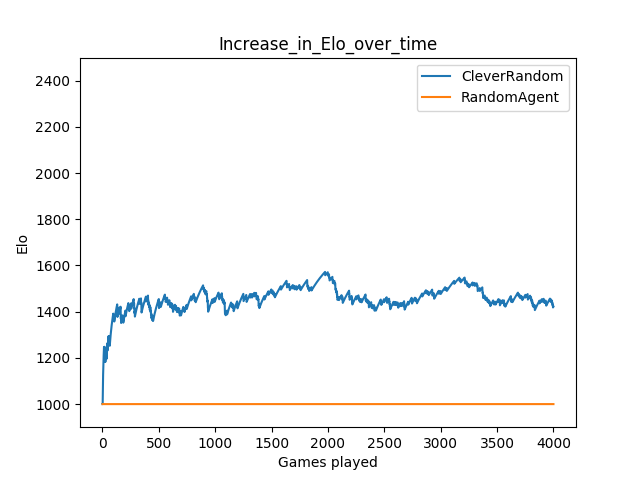 Increase_in_Elo_over_time
CleverRandom
RandomAgent
2400
2200
2000
1800
1600
1400
1200
1000
Elo
0 500 1000 1500 2000 2500 3000 3500 4000
Games played